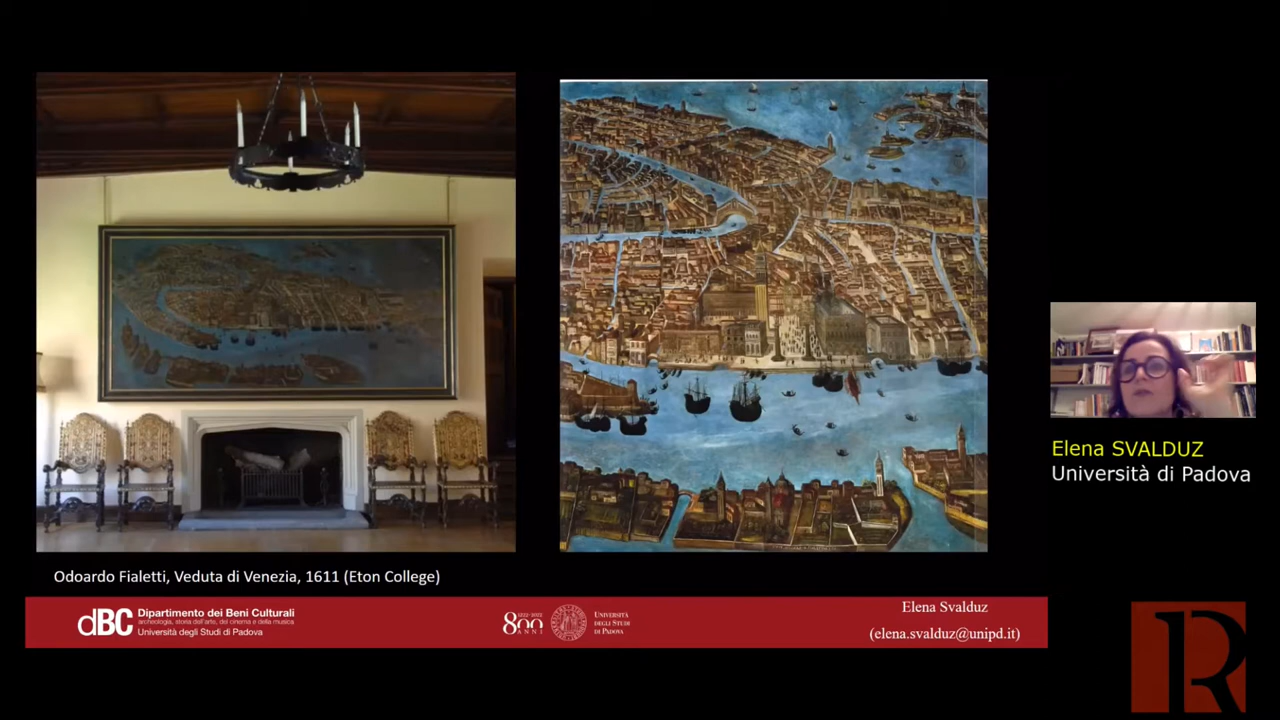 Elena SVALDUZ
Università di Padova
Odoardo Fialetti, Veduta di Venezia, 1611 (Eton College)
dBC
Dipartimento dei Beni Culturali
archeologia, storia dell'arte, del cinema e della musica
Università degli Studi di Padova
1222-2022
800
ANNI
UNIVERSITÀ
DEGLI STUDI
DI PADOVA
Elena Svalduz
(elena.svalduz@unipd.it)
R